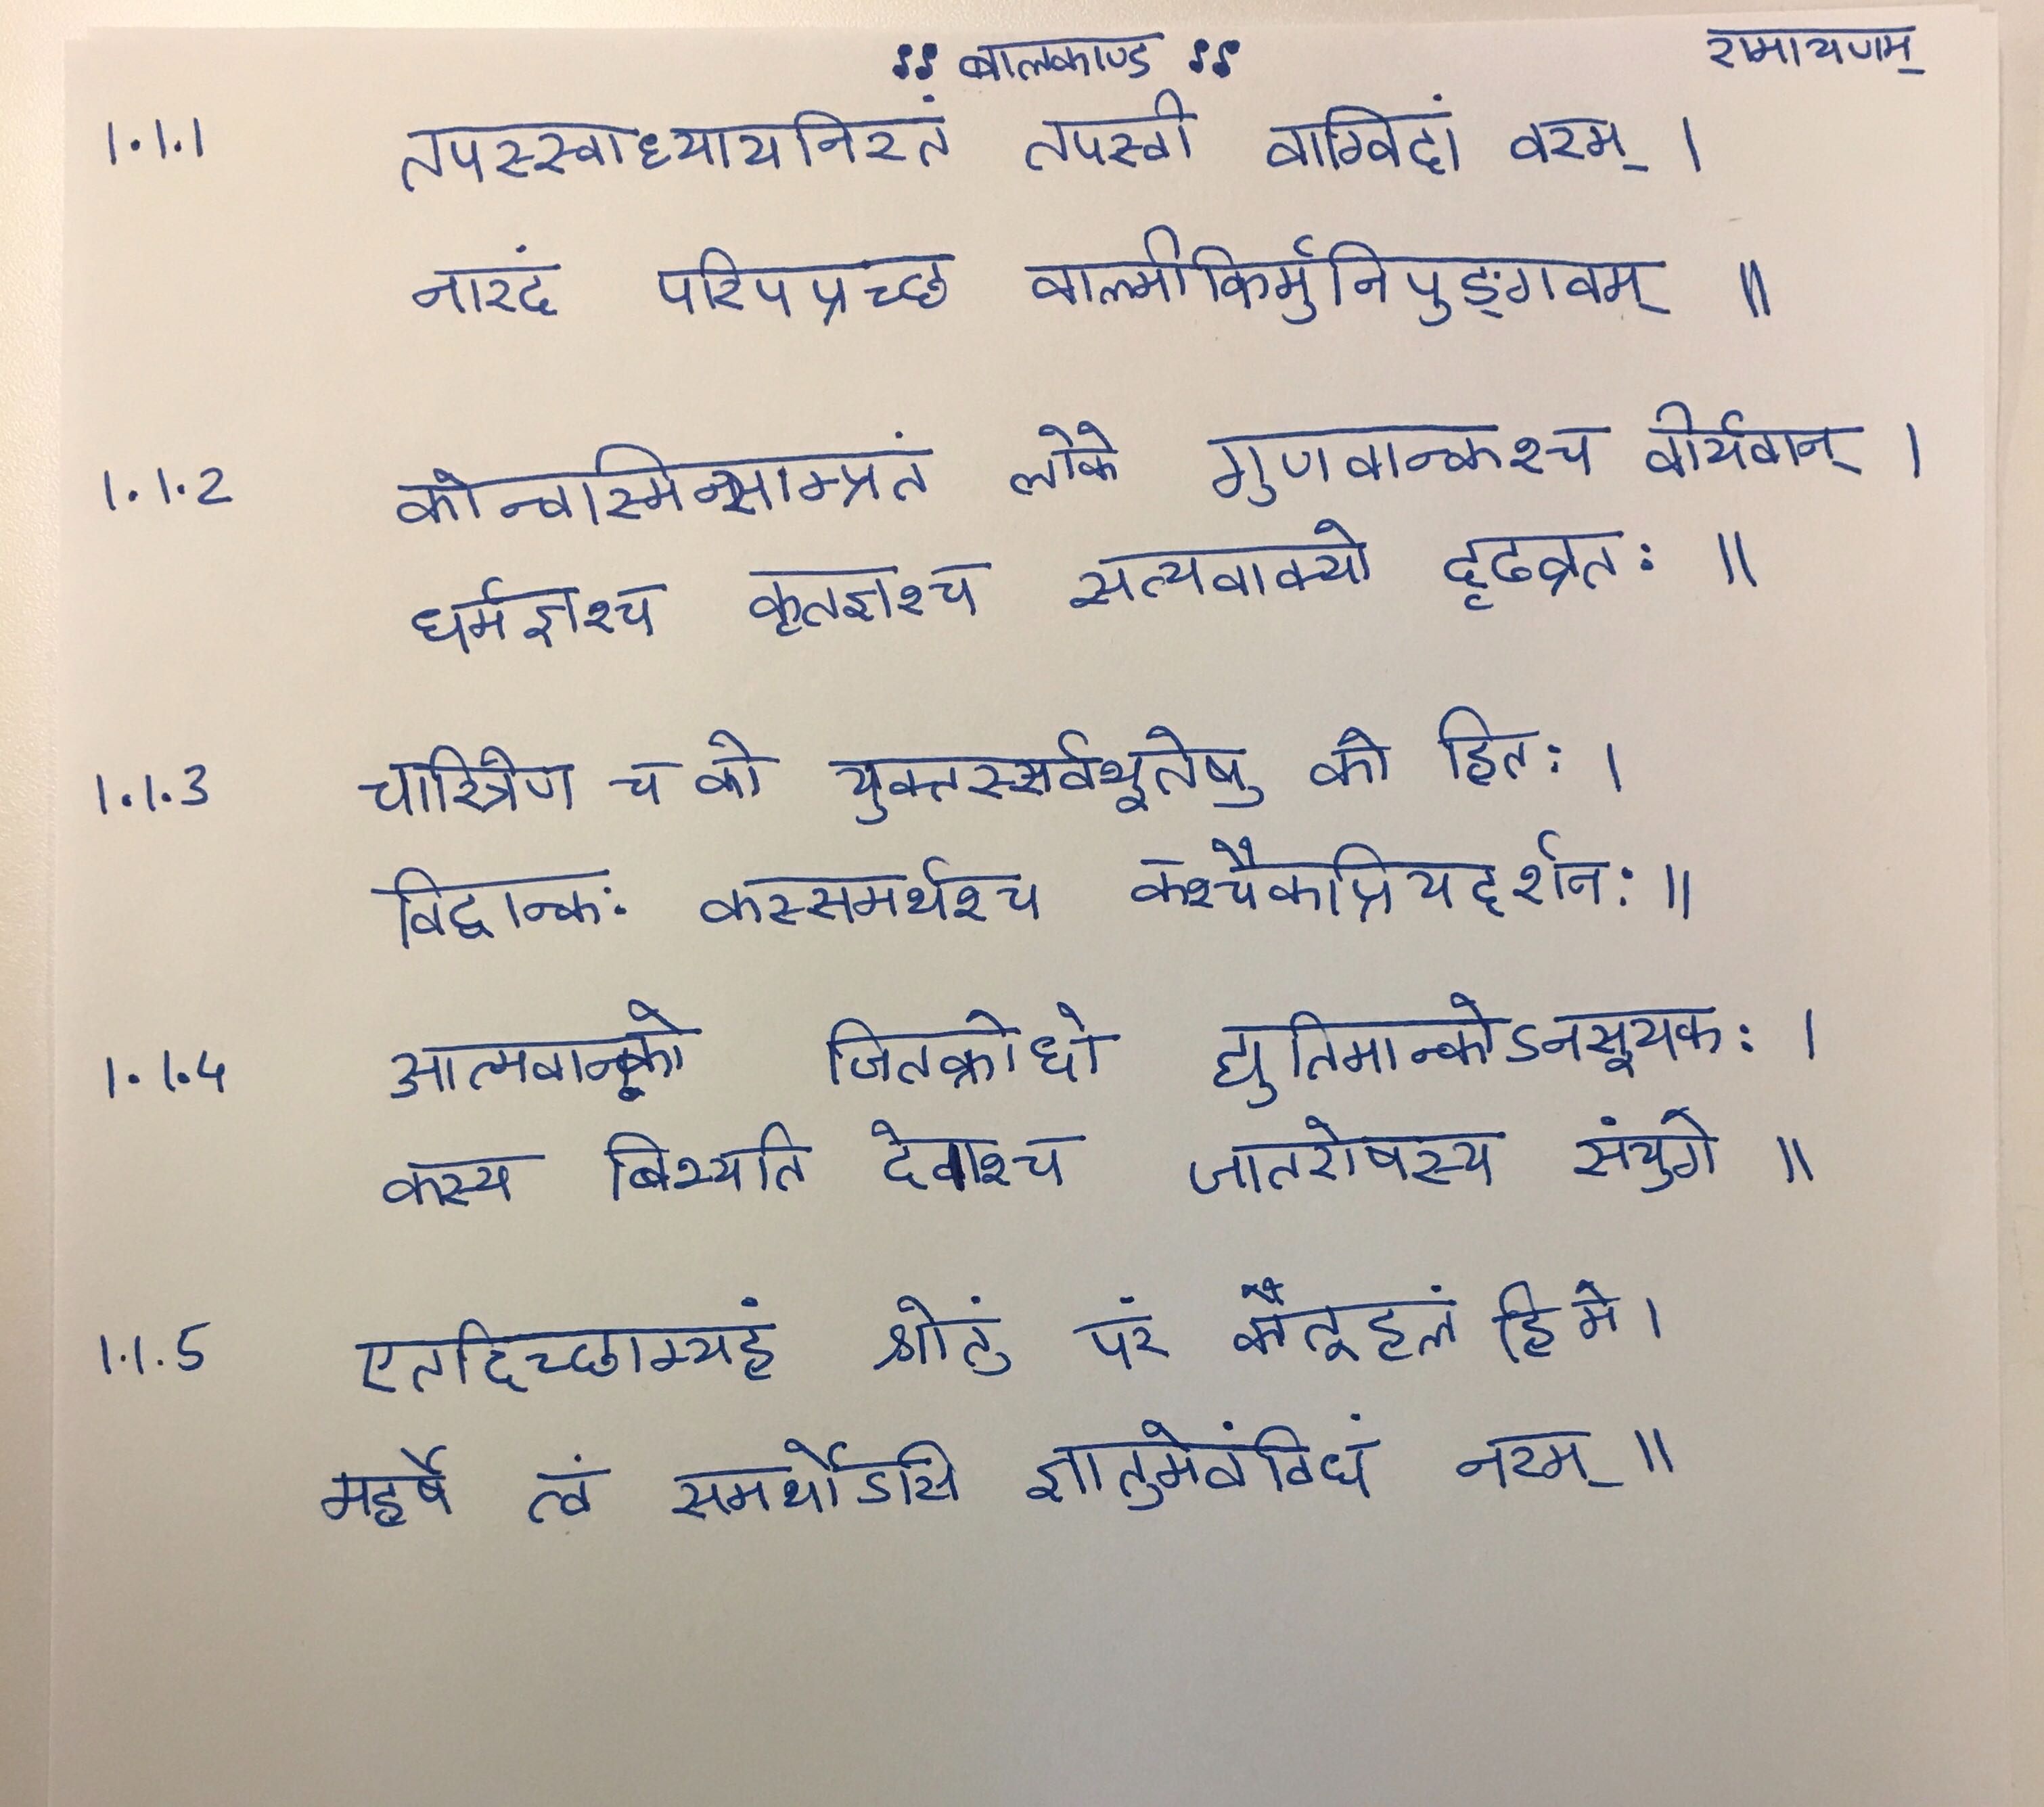 ॥ बालकाण्ड ॥ रामायणम्
1.1.1 तपस्स्वाध्यायनिरतं तपस्वी वाग्विदां वरम् ।
नारदं परिपप्रच्छ वाल्मीकिर्मुनिपुङ्गवम् ॥
1.1.2 कोन्वास्मिन्साम्प्रतं लोके गुणवान्कश्च वीर्यवान् ।
धर्मज्ञश्च कृतज्ञश्च सत्यवाक्यो दृढव्रतः ॥
1.1.3 चारित्रेण च को युक्तस्सर्वभूतेषु को हितः ।
विद्वान्कः कस्समर्थश्च कश्चैकाप्रियदर्शनः ॥
1.1.4 आत्मवान्को जितक्रोधो द्युतिमान्कोऽनसूयकः ।
कस्य बिभ्यति देवाश्च जातरोषस्य संयुगे ॥
1.1.5 एतदिच्छाम्यहं श्रोतुं परं कौतूहलं हि मे ।
महर्षे त्वं समर्थोऽसि ज्ञातुमेवंविधं नरम् ॥